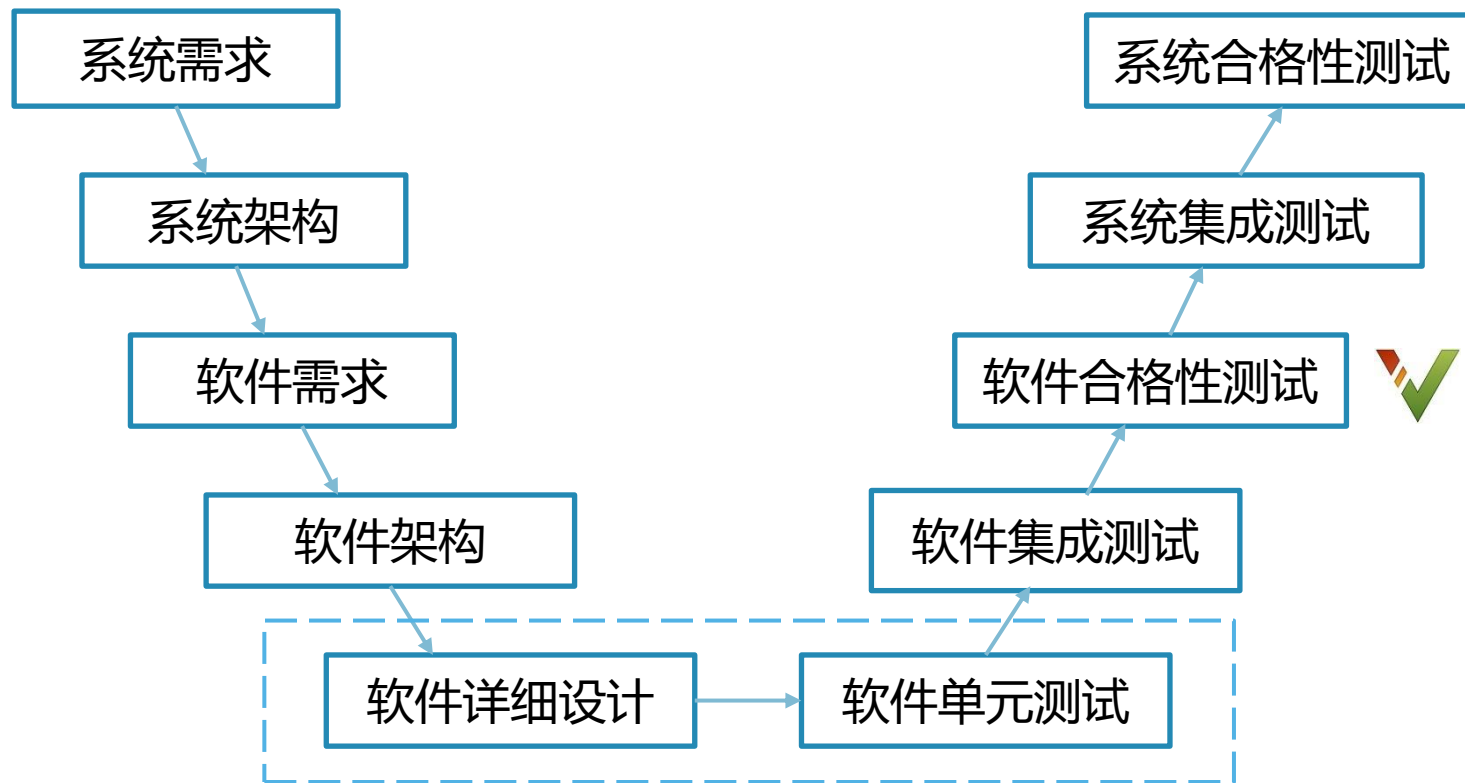 系统需求
系统合格性测试
系统架构
系统集成测试
软件需求
软件合格性测试
软件架构
软件集成测试
软件详细设计
软件单元测试